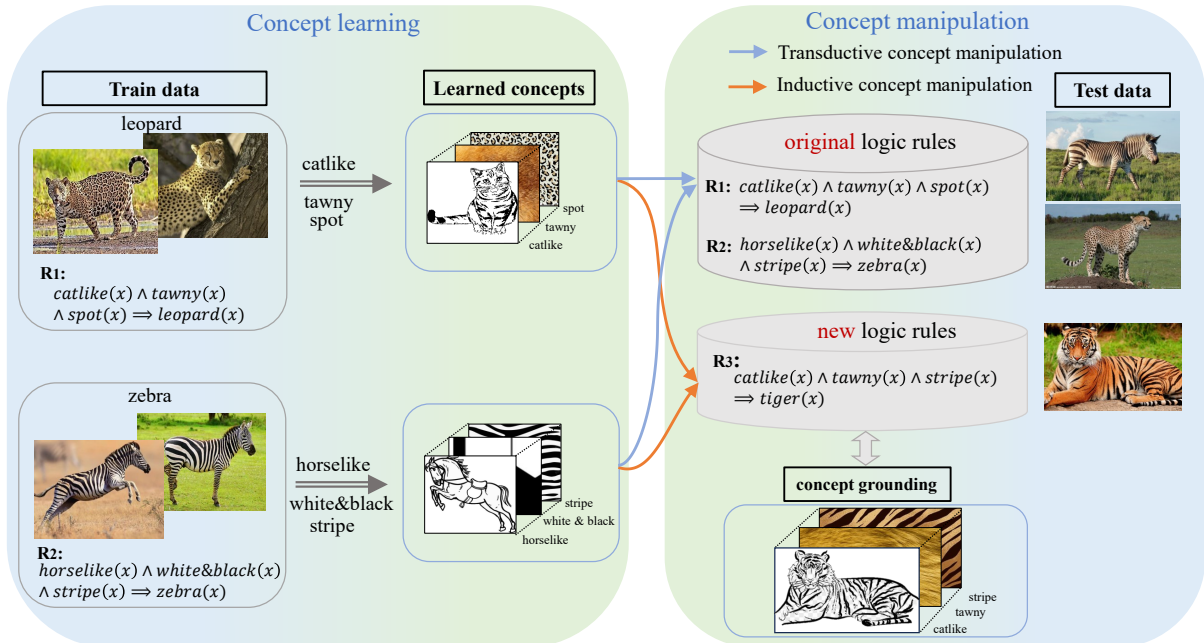 Concept learning
Train data
leopard
R1:
catlike(x) ∧ tawny(x)
∧ spot(x) ⟹ leopard(x)
catlike
tawny
spot
Learned concepts
spot
tawny
catlike
zebra
R2:
horselike(x) ∧ white&black(x)
∧ stripe(x) ⟹ zebra(x)
horselike
white&black
stripe
stripe
white & black
horselike
Concept manipulation
Transductive concept manipulation
Inductive concept manipulation
Test data
original logic rules
R1: catlike(x) ∧ tawny(x) ∧ spot(x)
⟹ leopard(x)
R2: horselike(x) ∧ white&black(x)
∧ stripe(x) ⟹ zebra(x)
new logic rules
R3:
catlike(x) ∧ tawny(x) ∧ stripe(x)
⟹ tiger(x)
concept grounding
stripe
tawny
catlike